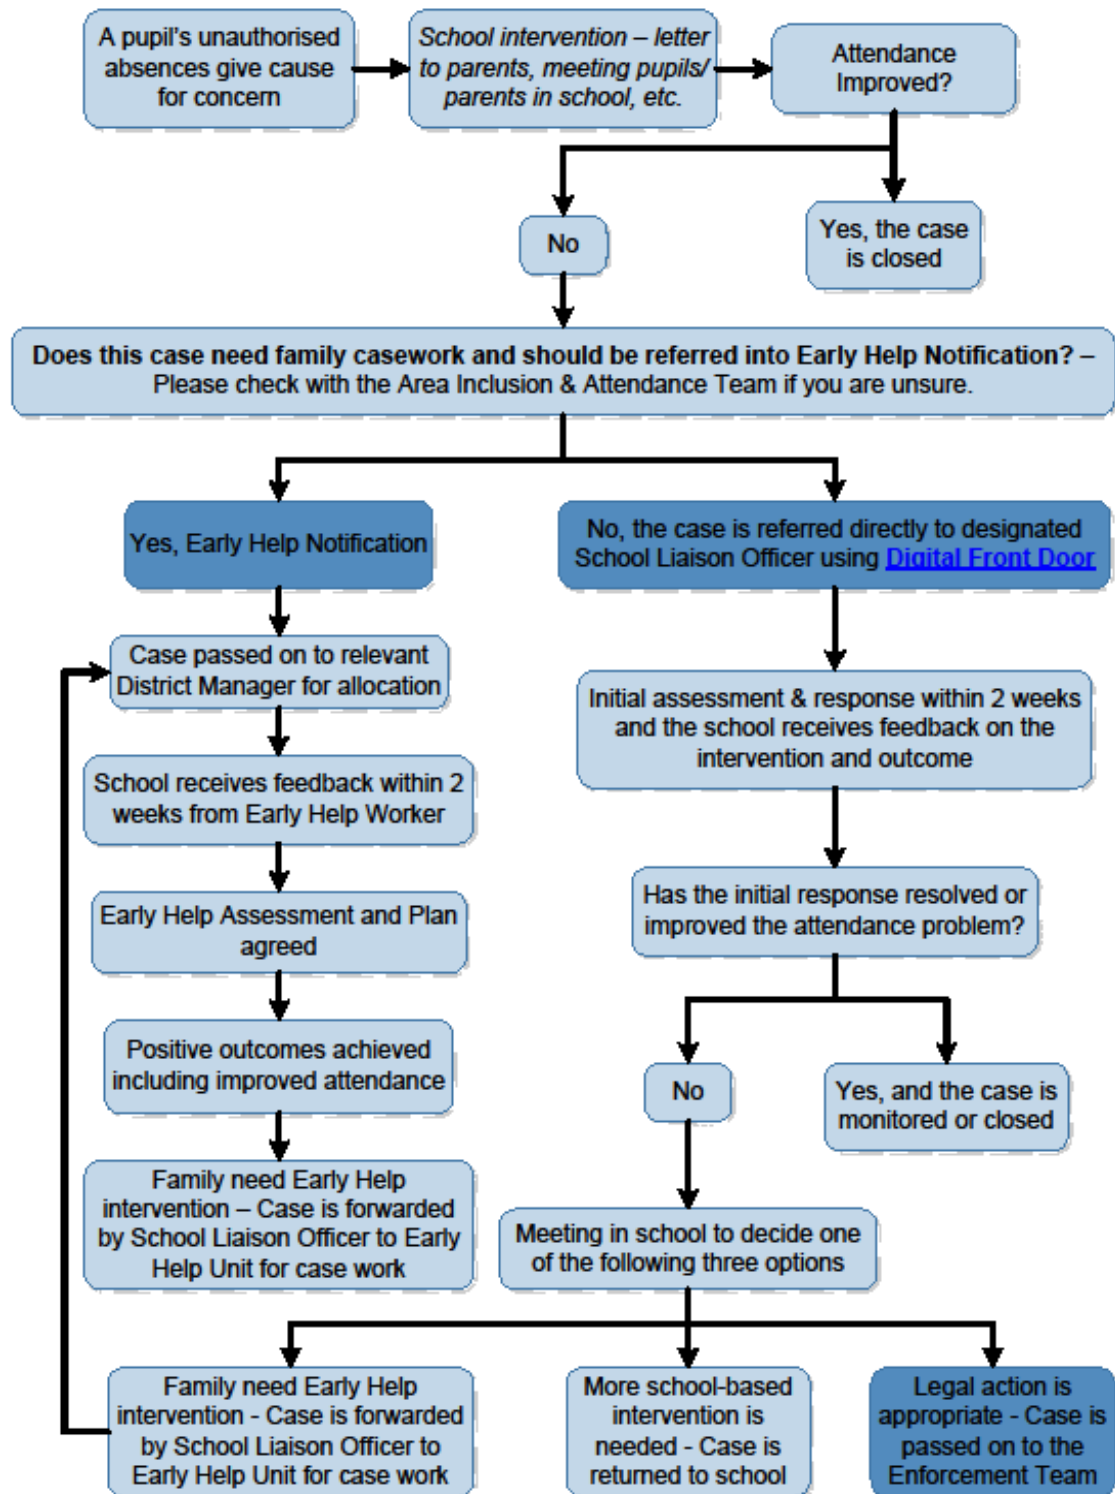 A pupil's unauthorised
absences give cause
for concern
School intervention – letter
to parents, meeting pupils/
parents in school, etc.
Attendance
Improved?
No
Yes, the case
is closed
Does this case need family casework and should be referred into Early Help Notification? –
Please check with the Area Inclusion & Attendance Team if you are unsure.
Yes, Early Help Notification
No, the case is referred directly to designated
School Liaison Officer using Digital Front Door
Case passed on to relevant
District Manager for allocation
School receives feedback within 2
weeks from Early Help Worker
Early Help Assessment and Plan
agreed
Positive outcomes achieved
including improved attendance
Family need Early Help
intervention – Case is forwarded
by School Liaison Officer to Early
Help Unit for case work
Initial assessment & response within 2 weeks
and the school receives feedback on the
intervention and outcome
Has the initial response resolved or
improved the attendance problem?
No
Yes, and the case is
monitored or closed
Meeting in school to decide one
of the following three options
Family need Early Help
intervention - Case is forwarded
by School Liaison Officer to
Early Help Unit for case work
More school-based
intervention is
needed - Case is
returned to school
Legal action is
appropriate - Case is
passed on to the
Enforcement Team